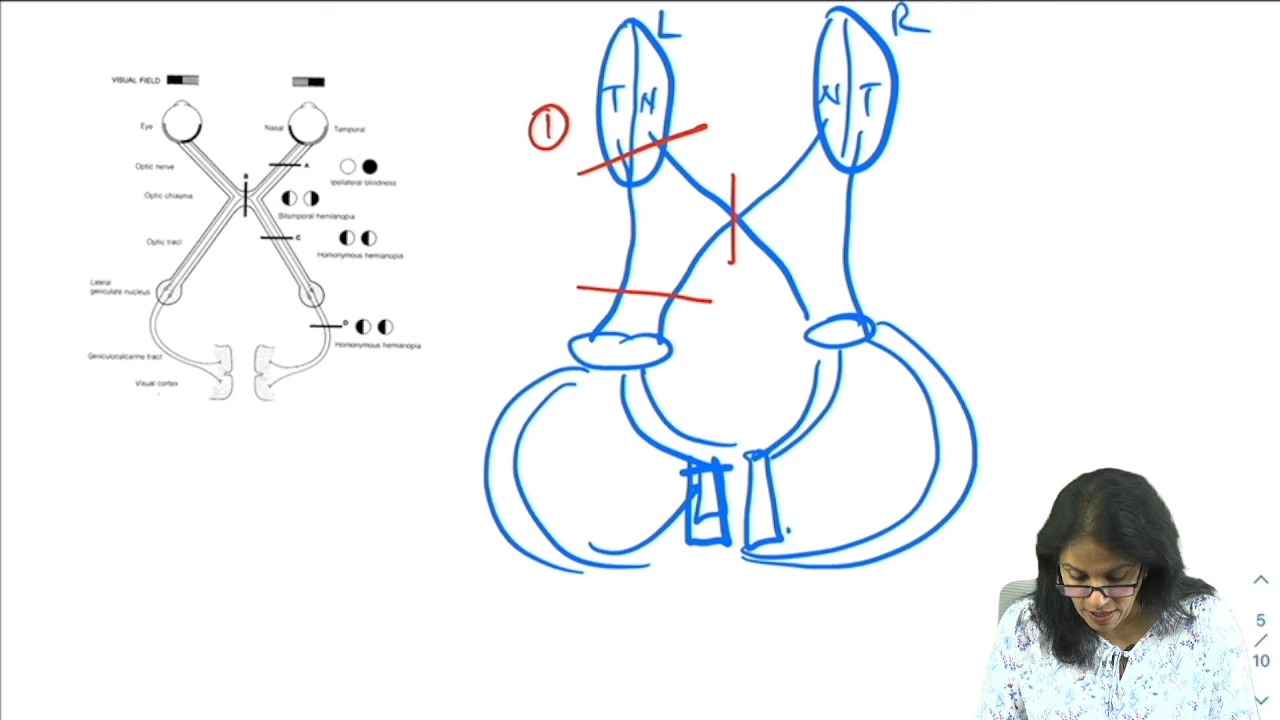 VISUAL FIELD
Eye
Nasal
Temporal
Optic nerve
A
Ipsilateral blindness
B
Optic chiasma
Bitemporal hemianopia
Optic tract
C
Homonymous hemianopia
Lateral
geniculate nucleus
D
Homonymous hemianopia
Geniculocalcarine tract
Visual cortex
L
R
T N
N T
1
5
/
10